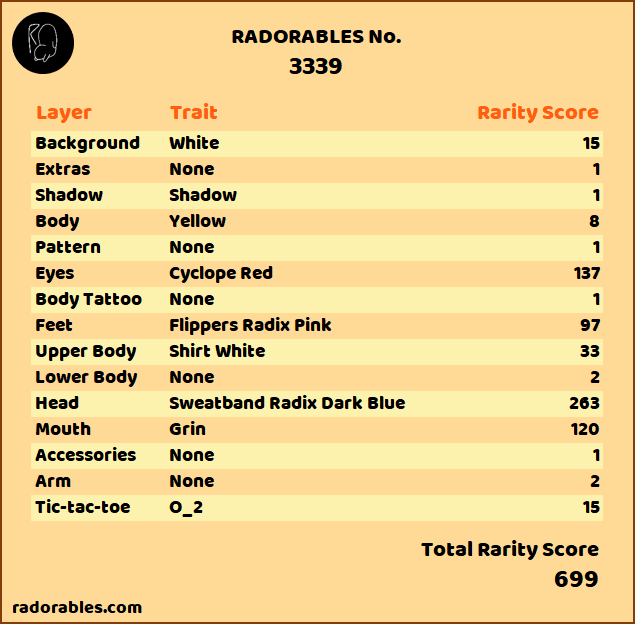 RADORABLES No.
3339
Layer Trait Rarity Score
Background White 15
Extras None 1
Shadow Shadow 1
Body Yellow 8
Pattern None 1
Eyes Cyclope Red 137
Body Tattoo None 1
Feet Flippers Radix Pink 97
Upper Body Shirt White 33
Lower Body None 2
Head Sweatband Radix Dark Blue 263
Mouth Grin 120
Accessories None 1
Arm None 2
Tic-tac-toe O_2 15
Total Rarity Score
699
radorables.com